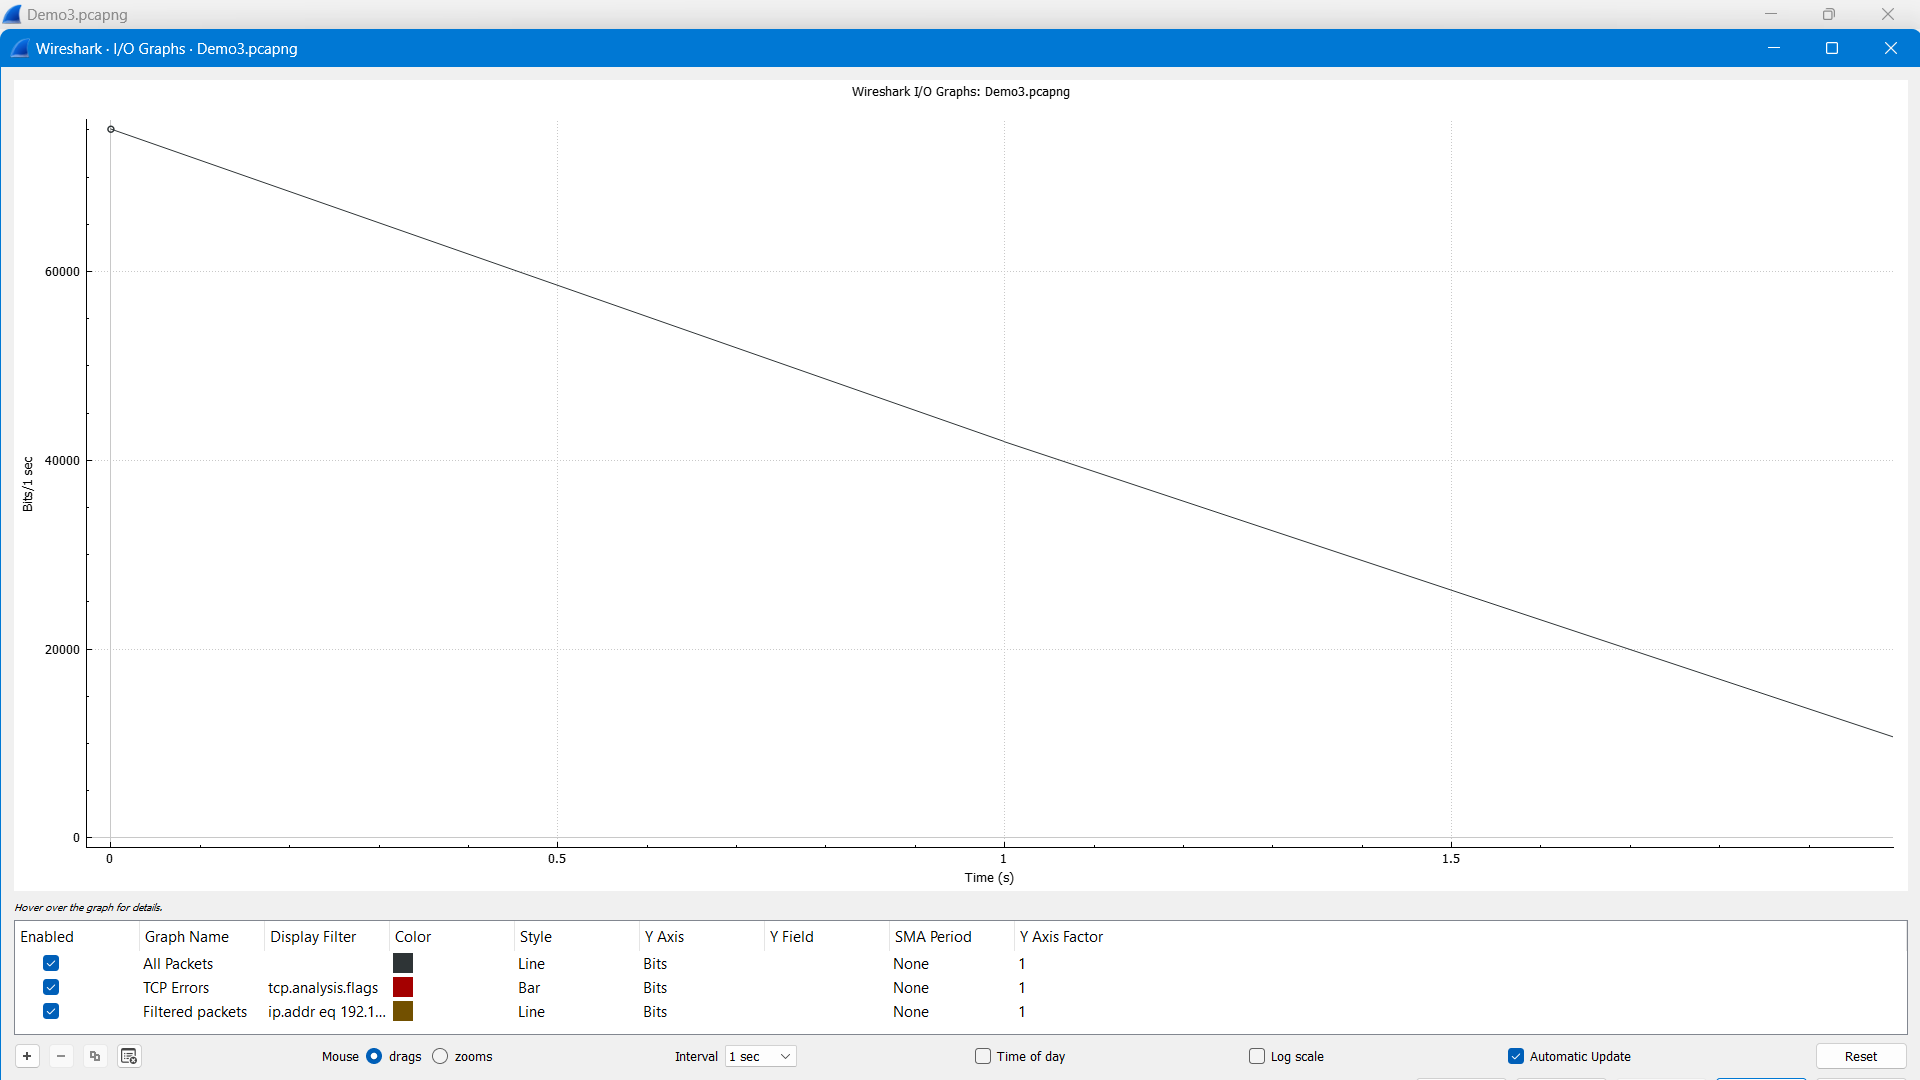 Demo3.pcapng
Wireshark · I/O Graphs · Demo3.pcapng
Wireshark I/O Graphs: Demo3.pcapng
60000
40000
20000
0
Bits/1 sec
0 0.5 1 1.5
Time (s)
Hover over the graph for details.
Enabled Graph Name Display Filter Color Style Y Axis Y Field SMA Period Y Axis Factor
All Packets Line Bits None 1
TCP Errors tcp.analysis.flags Bar Bits None 1
Filtered packets ip.addr eq 192.1... Line Bits None 1
+ − Mouse drags zooms Interval 1 sec Time of day Log scale Automatic Update Reset